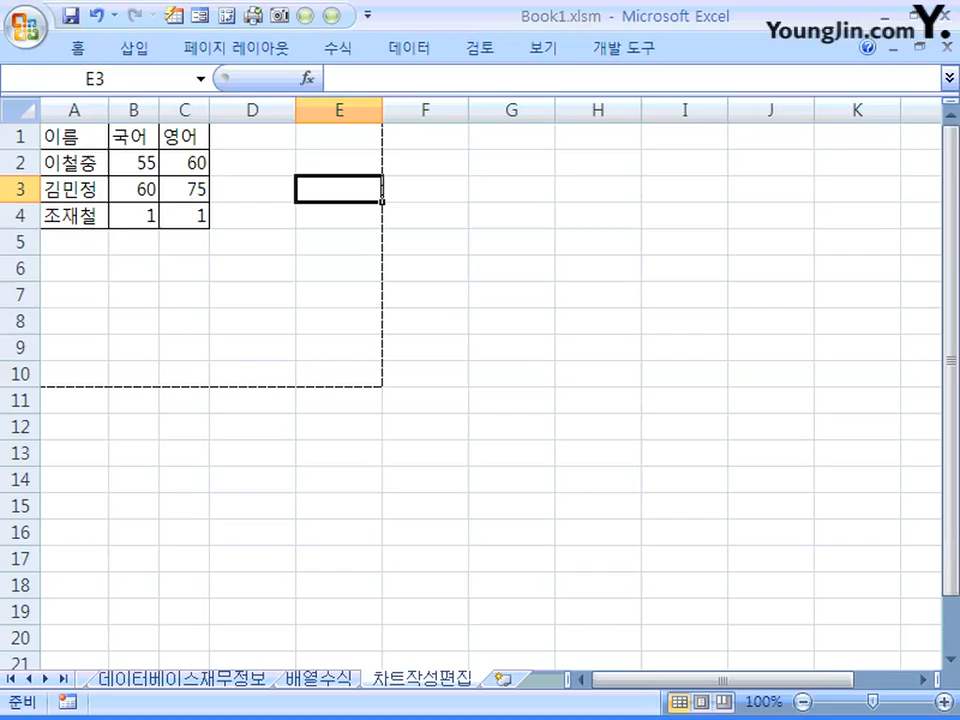 Book1.xlsm - Microsoft Excel
YoungJin.com Y.
홈 삽입 페이지 레이아웃 수식 데이터 검토 보기 개발 도구
E3 fx
A B C D E F G H I J K
1 이름 국어 영어
2 이철중 55 60
3 김민정 60 75
4 조재철 1 1
5
6
7
8
9
10
11
12
13
14
15
16
17
18
19
20
21
데이터베이스재무정보 배열수식 차트작성편집
준비 100%